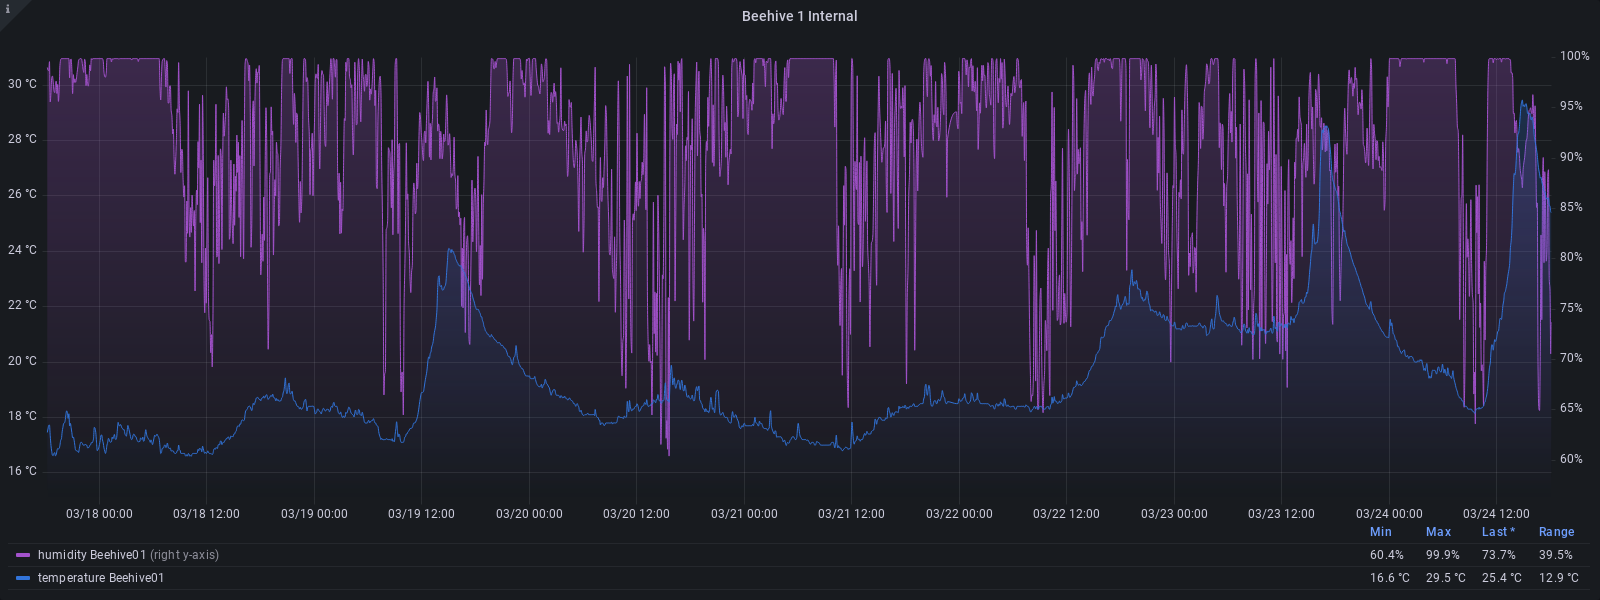 i
Beehive 1 Internal
100%
30 °C
95%
28 °C
90%
26 °C
85%
24 °C
80%
22 °C
75%
20 °C
70%
18 °C
65%
16 °C
60%
03/18 00:00 03/18 12:00 03/19 00:00 03/19 12:00 03/20 00:00 03/20 12:00 03/21 00:00 03/21 12:00 03/22 00:00 03/22 12:00 03/23 00:00 03/23 12:00 03/24 00:00 03/24 12:00
Min Max Last * Range
humidity Beehive01 (right y-axis) 60.4% 99.9% 73.7% 39.5%
temperature Beehive01 16.6 °C 29.5 °C 25.4 °C 12.9 °C